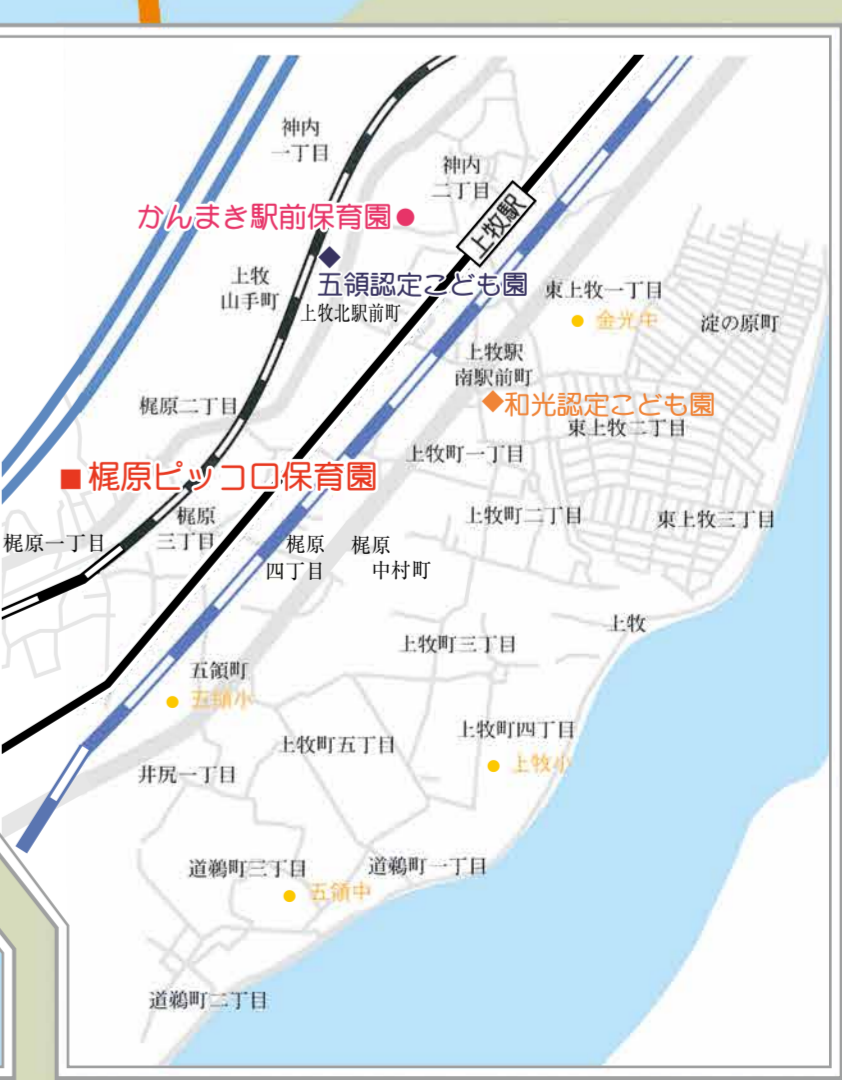 神内
一丁目
神内
二丁目
かんまき駅前保育園
上牧駅
五領認定こども園
上牧
山手町
上牧北駅前町
東上牧一丁目
金光中
淀の原町
上牧駅
南駅前町
梶原二丁目
和光認定こども園
東上牧二丁目
上牧町一丁目
梶原ピッコロ保育園
梶原
三丁目
上牧町二丁目
東上牧三丁目
梶原一丁目
梶原
四丁目
梶原
中村町
上牧
上牧町三丁目
五領町
五領小
上牧町四丁目
上牧町五丁目
上牧小
井尻一丁目
道鵜町三丁目
道鵜町一丁目
五領中
道鵜町二丁目